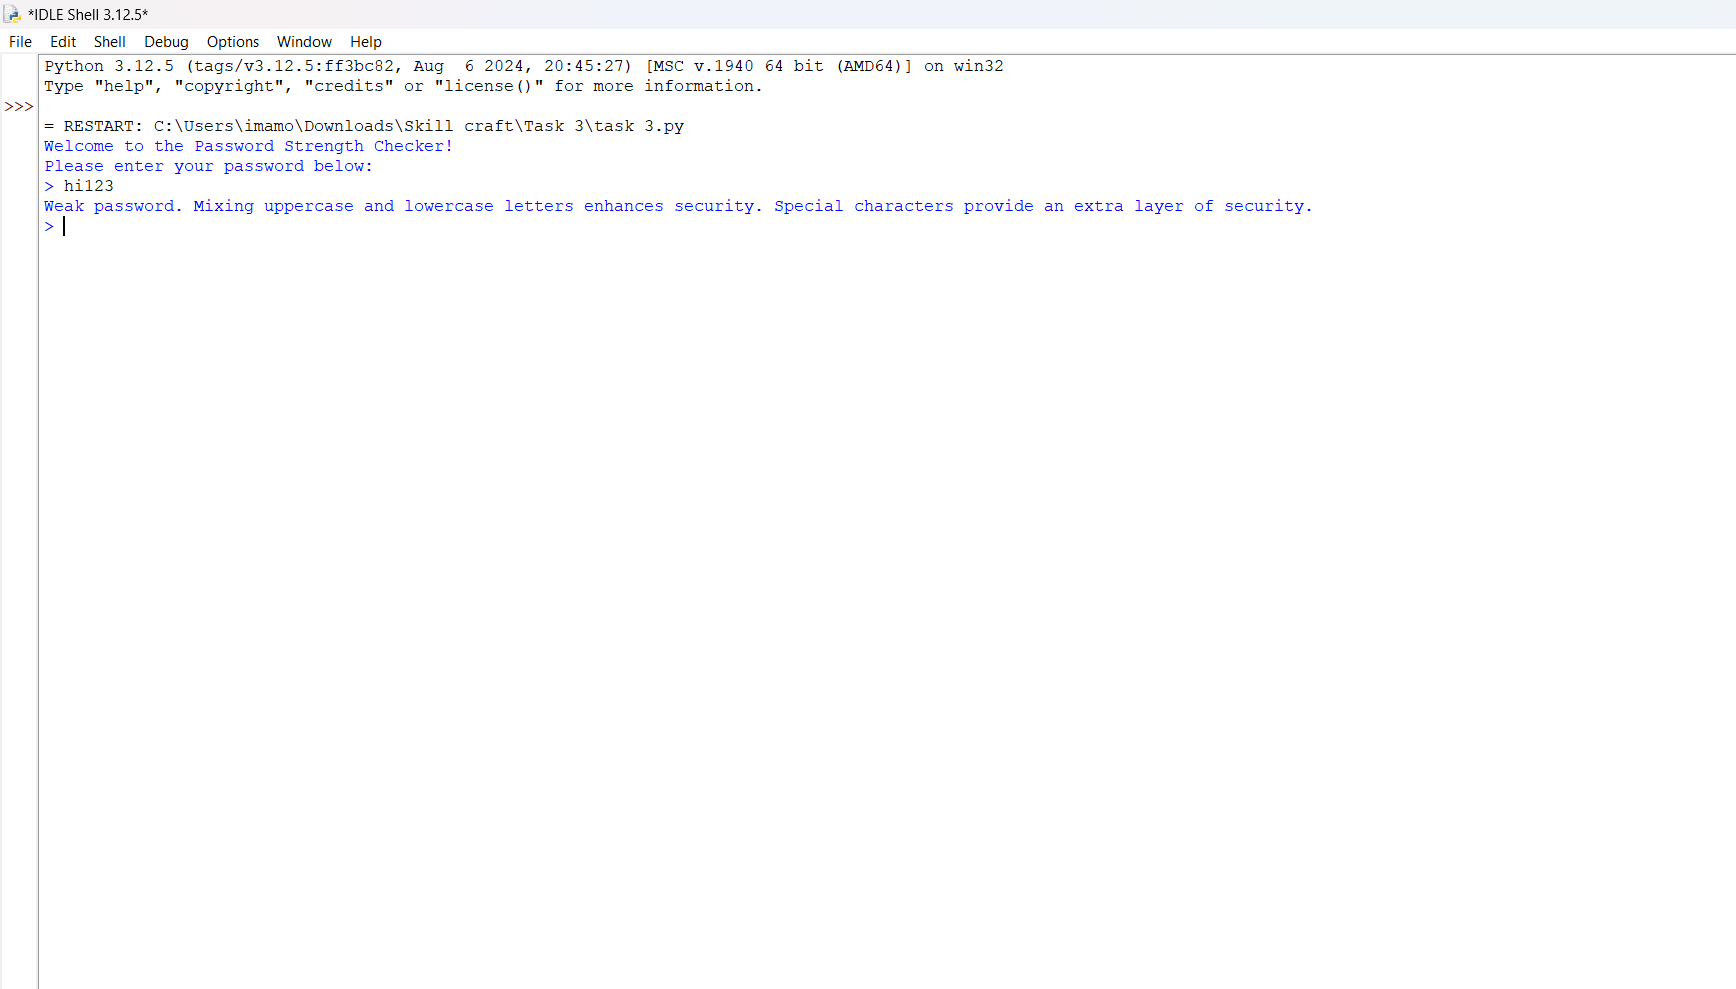 *IDLE Shell 3.12.5*
File Edit Shell Debug Options Window Help
Python 3.12.5 (tags/v3.12.5:ff3bc82, Aug  6 2024, 20:45:27) [MSC v.1940 64 bit (AMD64)] on win32
Type "help", "copyright", "credits" or "license()" for more information.
>>>
= RESTART: C:\Users\imamo\Downloads\Skill craft\Task 3\task 3.py
Welcome to the Password Strength Checker!
Please enter your password below:
> hi123
Weak password. Mixing uppercase and lowercase letters enhances security. Special characters provide an extra layer of security.
>